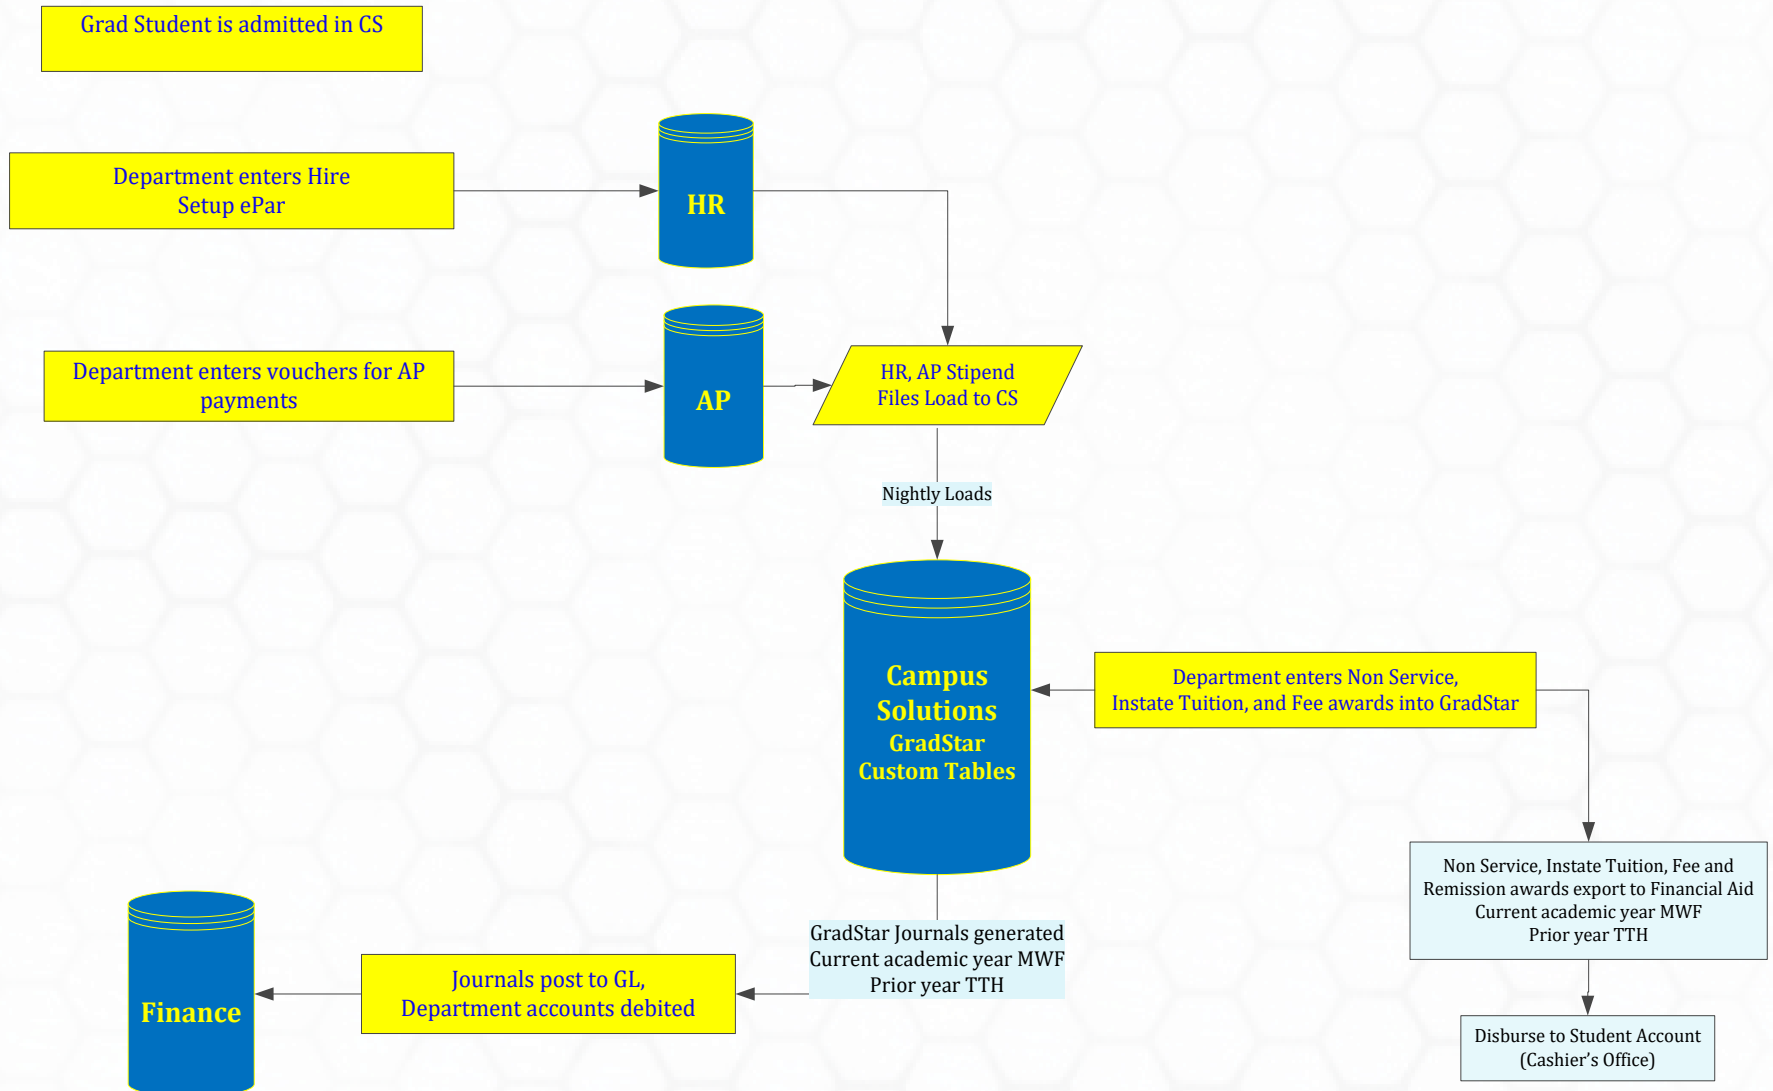 Grad Student is admitted in CS
Department enters Hire
Setup ePar
HR
Department enters vouchers for AP
payments
AP
HR, AP Stipend
Files Load to CS
Nightly Loads
Campus
Solutions
GradStar
Custom Tables
Department enters Non Service,
Instate Tuition, and Fee awards into GradStar
Non Service, Instate Tuition, Fee and
Remission awards export to Financial Aid
Current academic year MWF
Prior year TTH
Disburse to Student Account
(Cashier's Office)
GradStar Journals generated
Current academic year MWF
Prior year TTH
Journals post to GL,
Department accounts debited
Finance